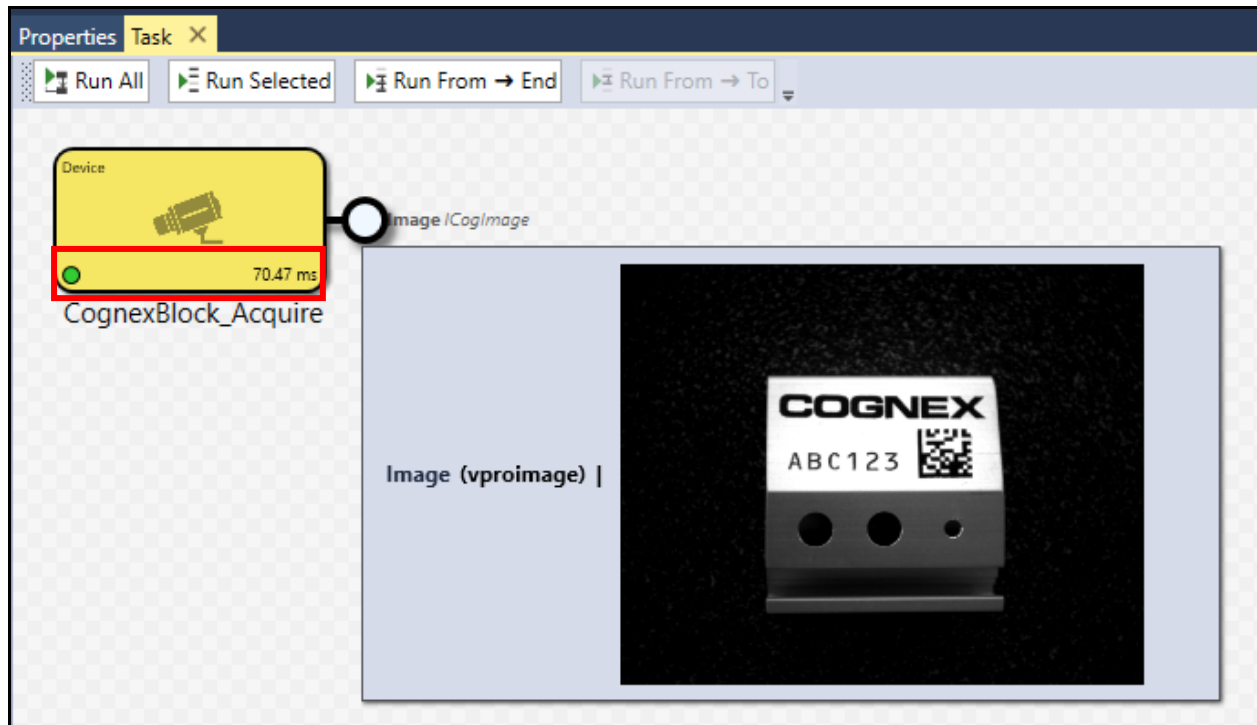 Properties Task
Run All Run Selected Run From → End Run From → To
Device
Image ICogImage
70.47 ms
CognexBlock_Acquire
COGNEX
ABC123
Image (vproimage) |